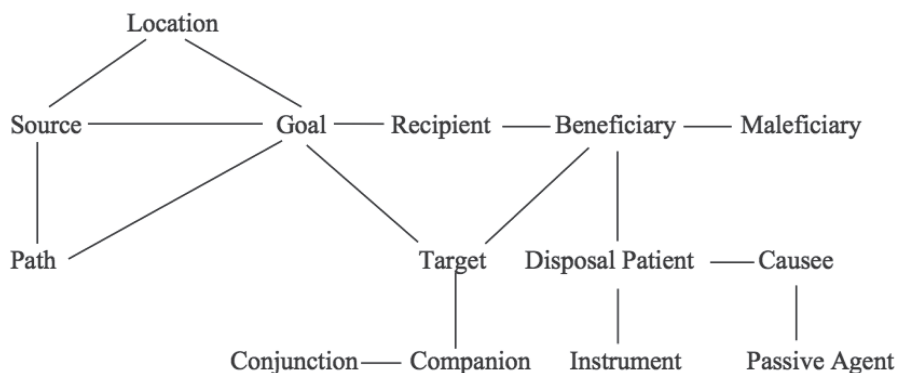 Location
Source Goal Recipient Beneficiary Maleficiary
Path Target Disposal Patient Causee
Conjunction Companion Instrument Passive Agent